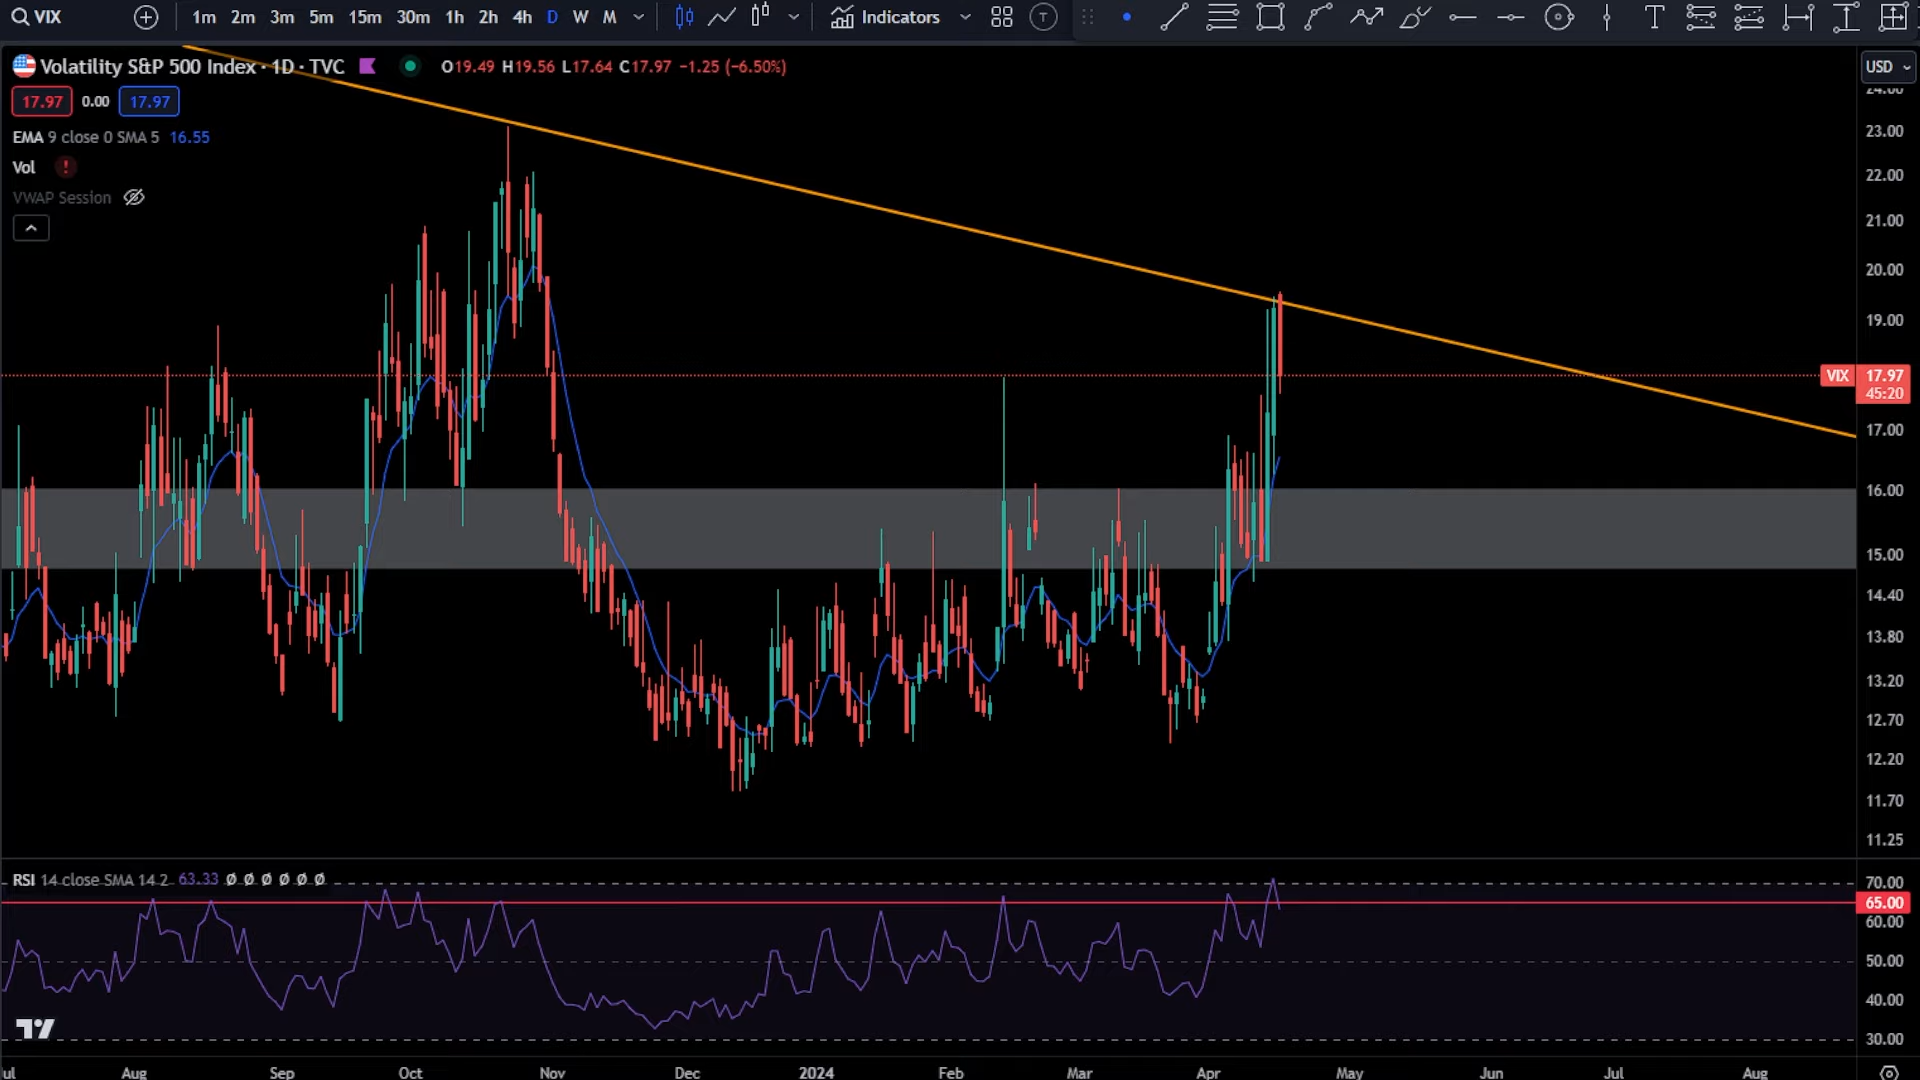 VIX 1m 2m 3m 5m 15m 30m 1h 2h 4h D W M Indicators T T
Volatility S&P 500 Index · 1D · TVC O19.49 H19.56 L17.64 C17.97 −1.25 (−6.50%) USD
17.97 0.00 17.97
EMA 9 close 0 SMA 5 16.55
Vol !
VWAP Session
24.00
23.00
22.00
21.00
20.00
19.00
VIX 17.97
45:20
17.00
16.00
15.00
14.40
13.80
13.20
12.70
12.20
11.70
11.25
RSI 14 close SMA 14 2 63.33 Ø Ø Ø Ø Ø Ø
70.00
65.00
60.00
50.00
40.00
30.00
ul Aug Sep Oct Nov Dec 2024 Feb Mar Apr May Jun Jul Aug